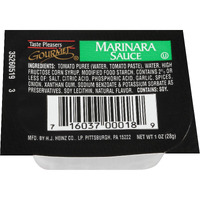 Taste Pleasers
GOURMET
MARINARA
SAUCE
U
INGREDIENTS: TOMATO PUREE (WATER, TOMATO PASTE), WATER, HIGH
FRUCTOSE CORN SYRUP, MODIFIED FOOD STARCH, CONTAINS 2%
OR LESS OF SALT, CITRIC ACID, PHOSPHORIC ACID, GARLIC, SPICES,
ONION, XANTHAN GUM, SODIUM BENZOATE & POTASSIUM SORBATE AS
PRESERVATIVES, SOY LECITHIN, NATURAL FLAVOR. CONTAINS: SOY.
7 16037 00018 9
MFD. BY H.J. HEINZ CO. L.P. PITTSBURGH, PA 15222
NET WT 1 OZ (28g)
3